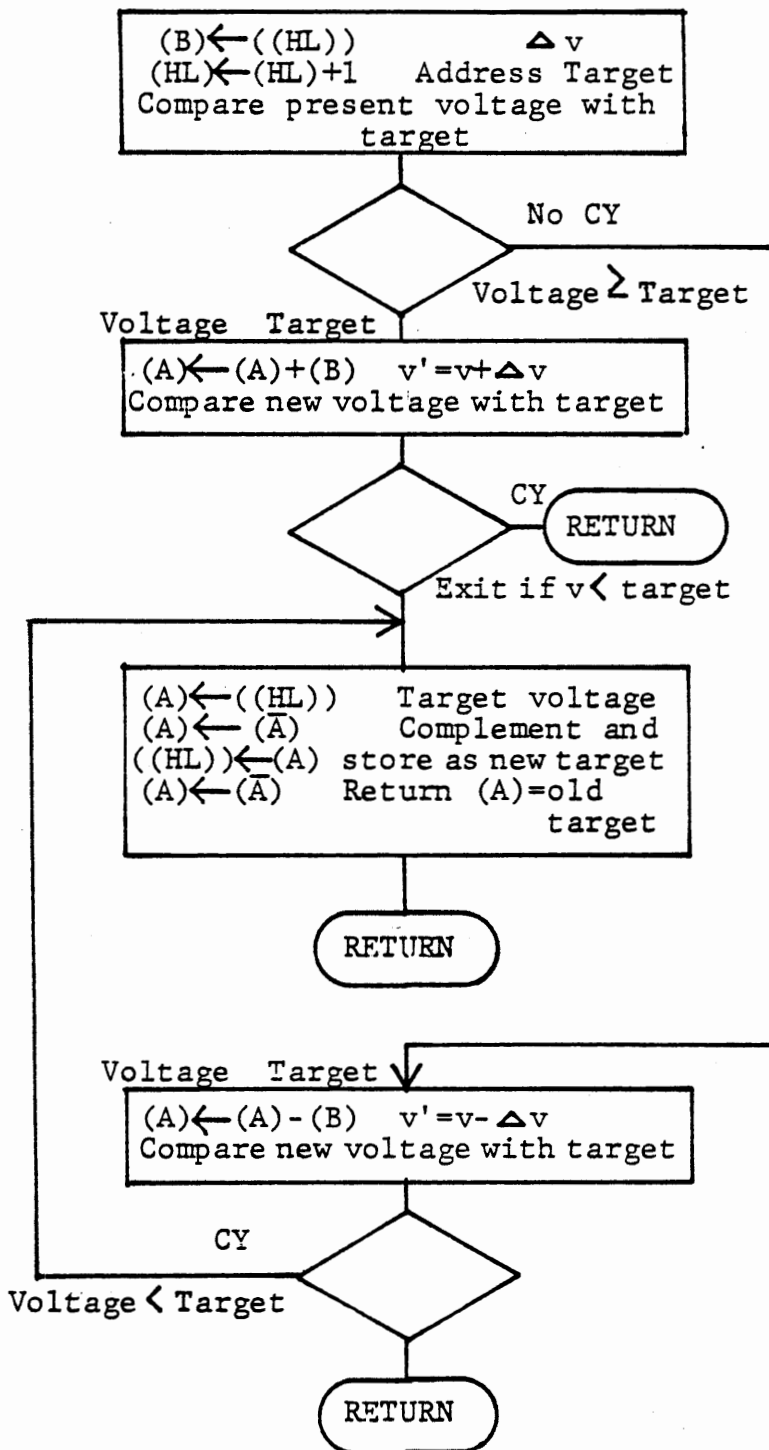 (B)←((HL)) Δ v
(HL)←(HL)+1 Address Target
Compare present voltage with
target
No CY
Voltage ≥ Target
Voltage Target
(A)←(A)+(B) v'=v+Δv
Compare new voltage with target
CY
RETURN
Exit if v< target
(A)←((HL)) Target voltage
(A)←(A̅) Complement and
((HL))←(A) store as new target
(A)←(A̅) Return (A)=old
target
RETURN
Voltage Target
(A)←(A)-(B) v'=v-Δv
Compare new voltage with target
CY
Voltage < Target
RETURN